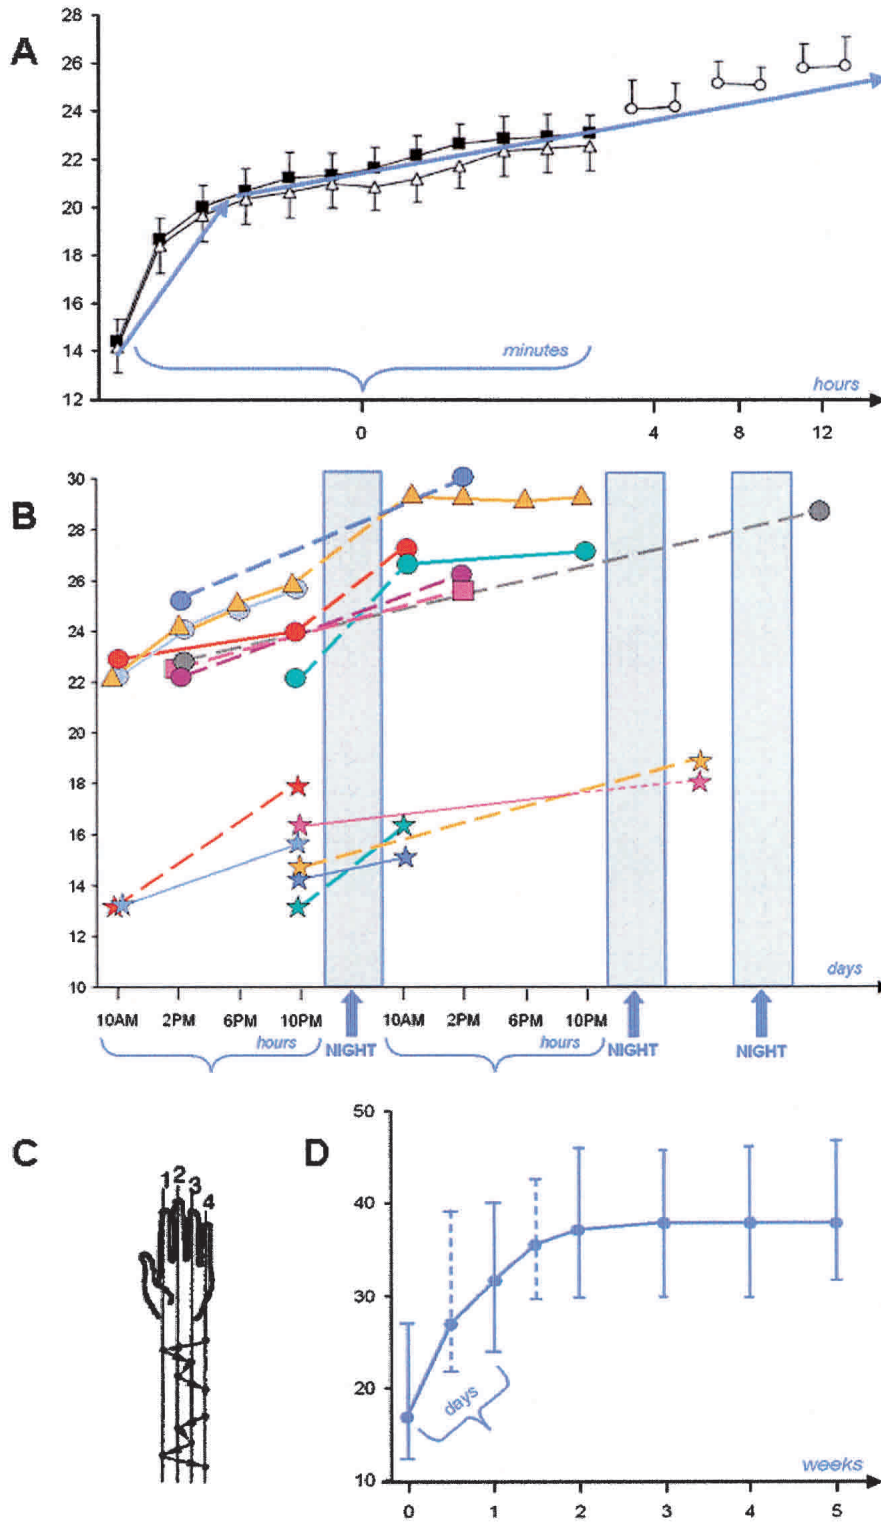 A
28
26
24
22
20
18
16
14
12
minutes
hours
0 4 8 12
B
30
28
26
24
22
20
18
16
14
12
10
days
10AM 2PM 6PM 10PM 10AM 2PM 6PM 10PM
hours NIGHT hours NIGHT NIGHT
C
1 2 3 4
D
50
40
30
20
10
days
weeks
0 1 2 3 4 5